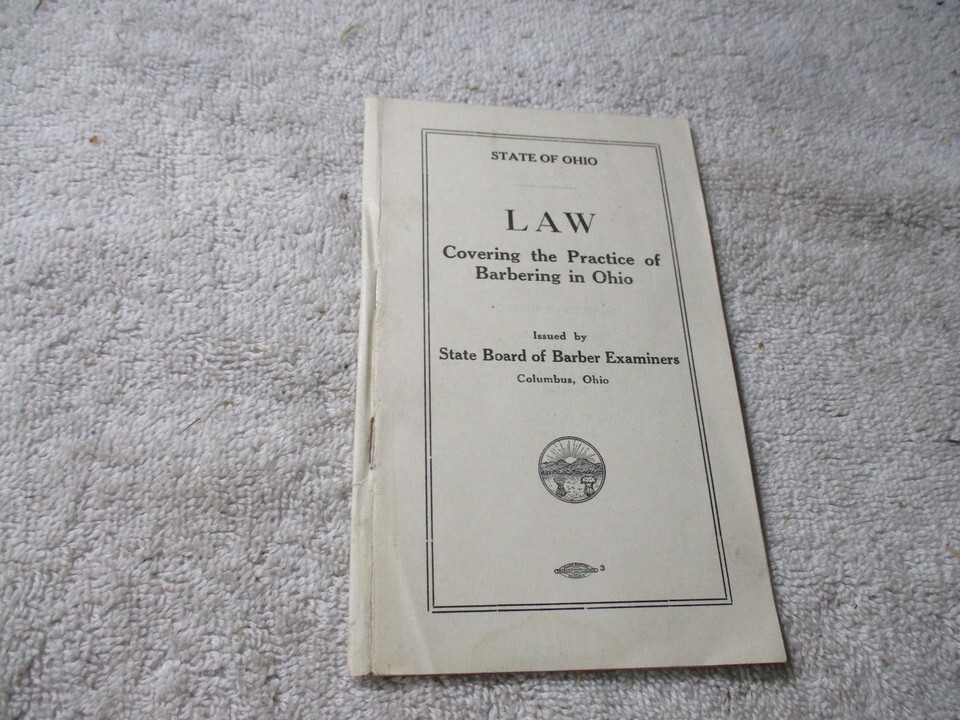 STATE OF OHIO
LAW
Covering the Practice of
Barbering in Ohio
Issued by
State Board of Barber Examiners
Columbus, Ohio
3